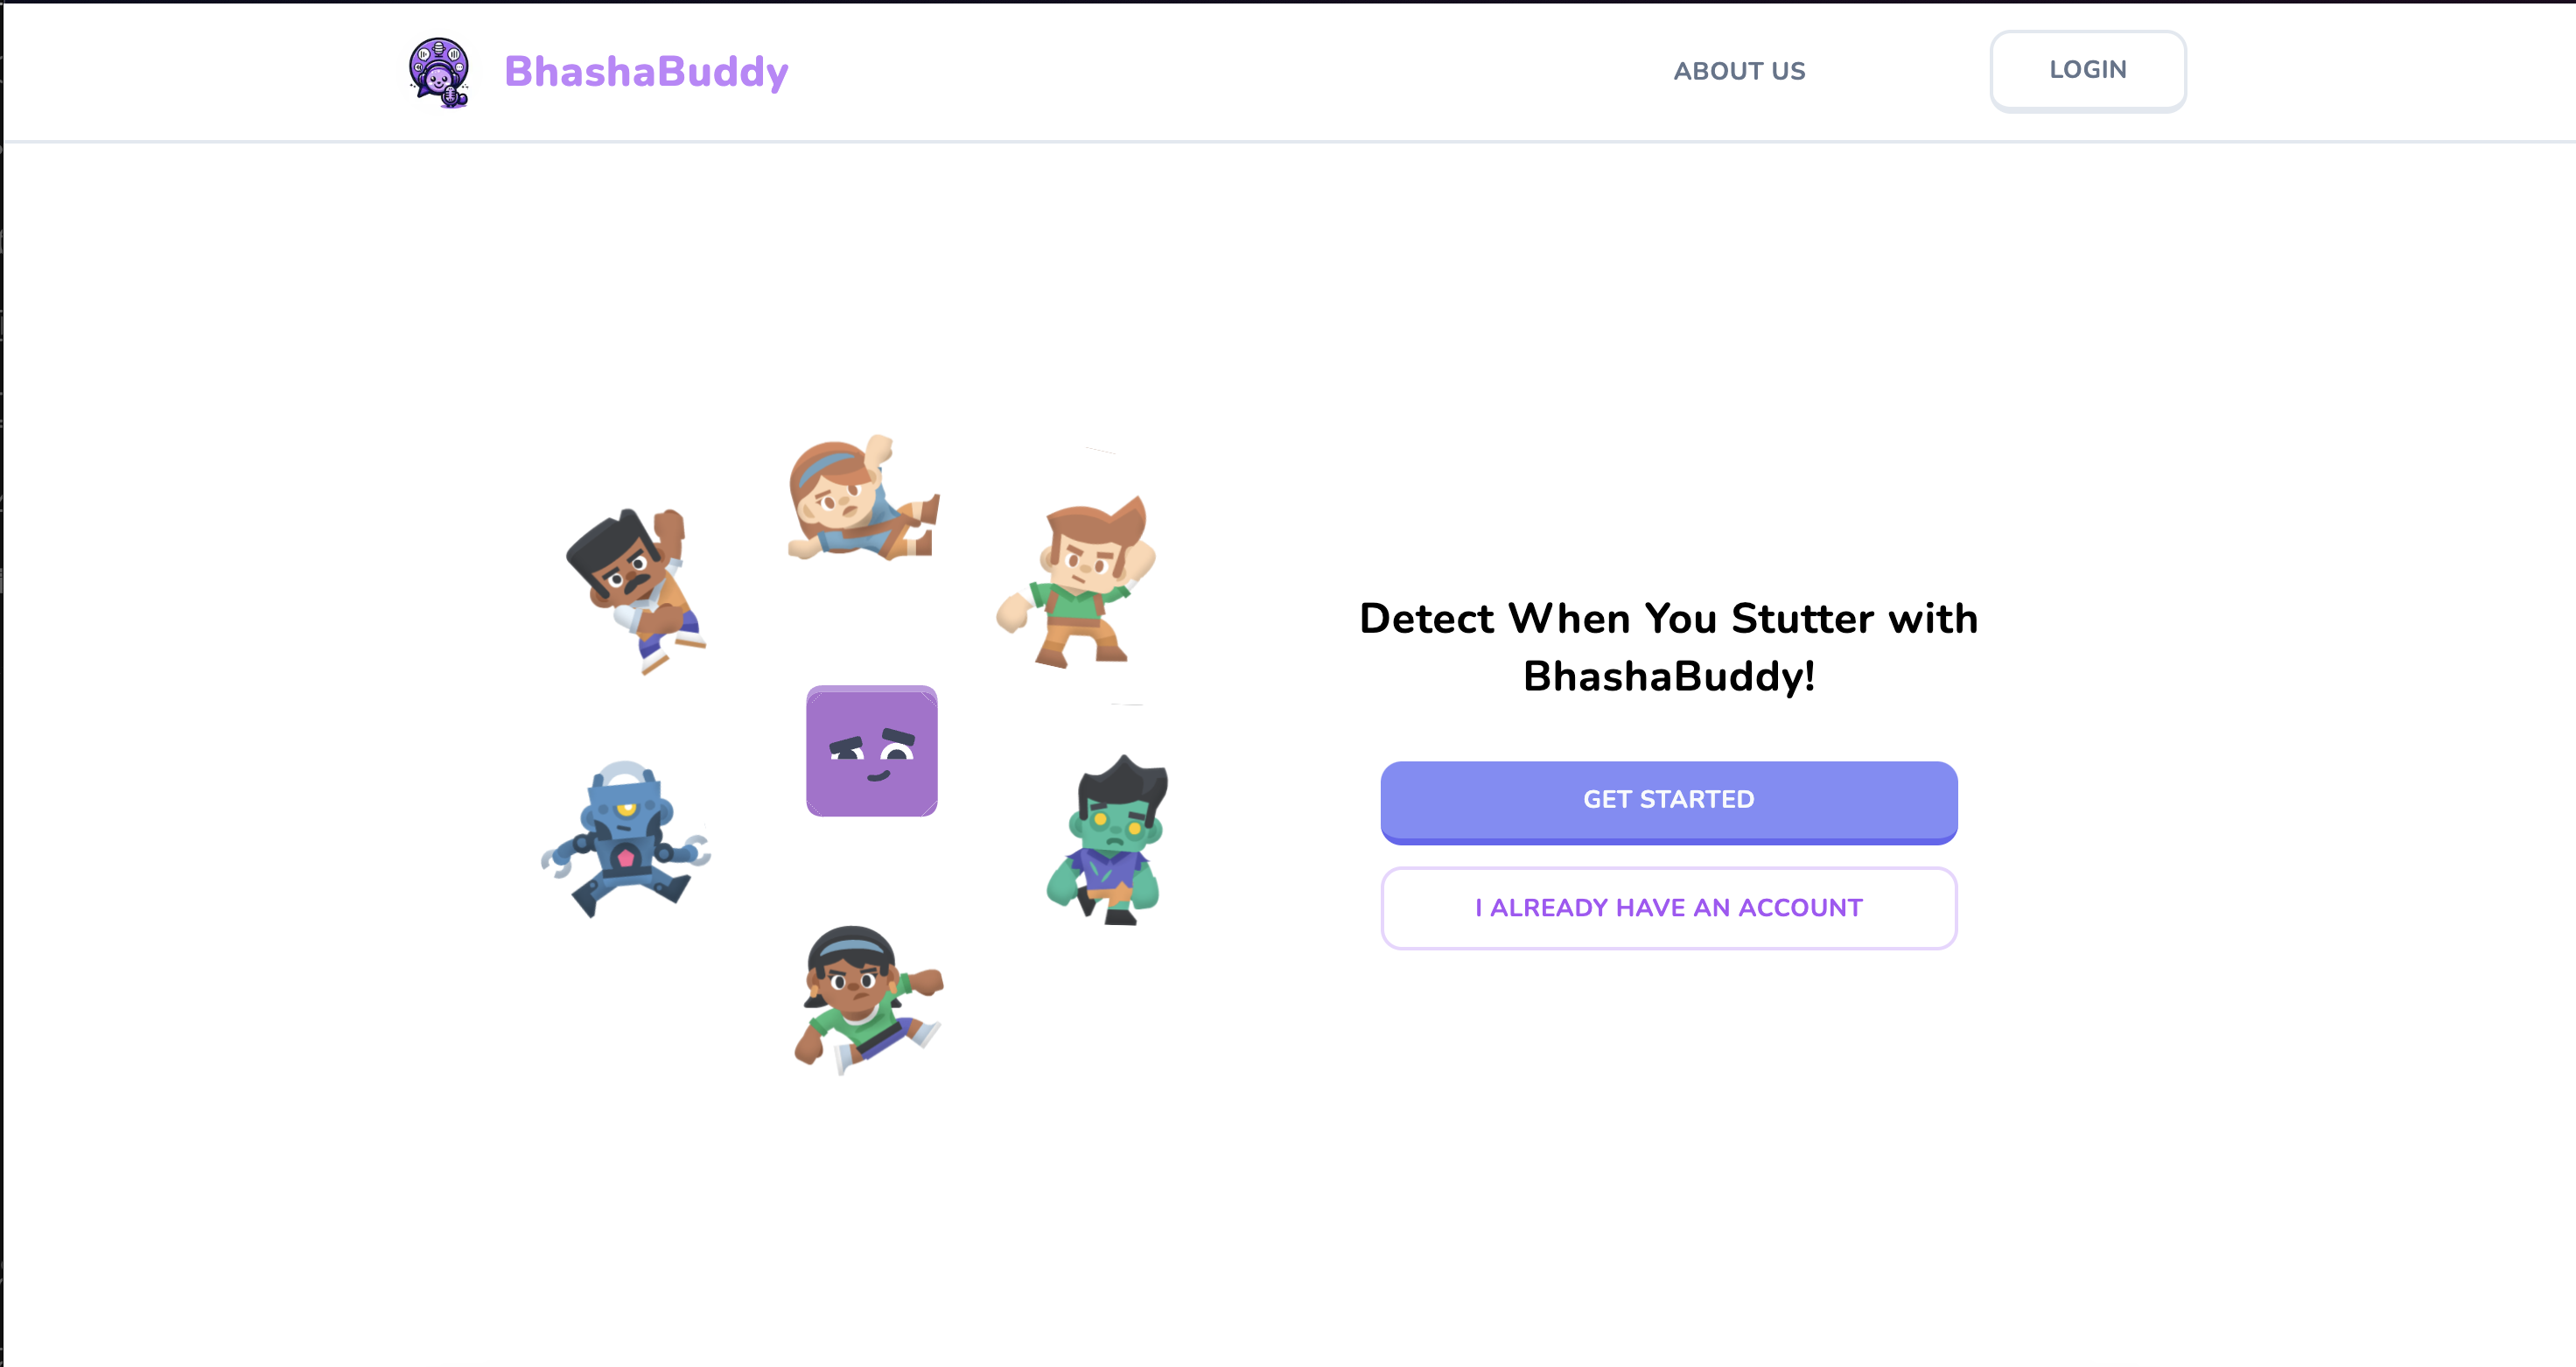 BhashaBuddy
ABOUT US
LOGIN
Detect When You Stutter with
BhashaBuddy!
GET STARTED
I ALREADY HAVE AN ACCOUNT